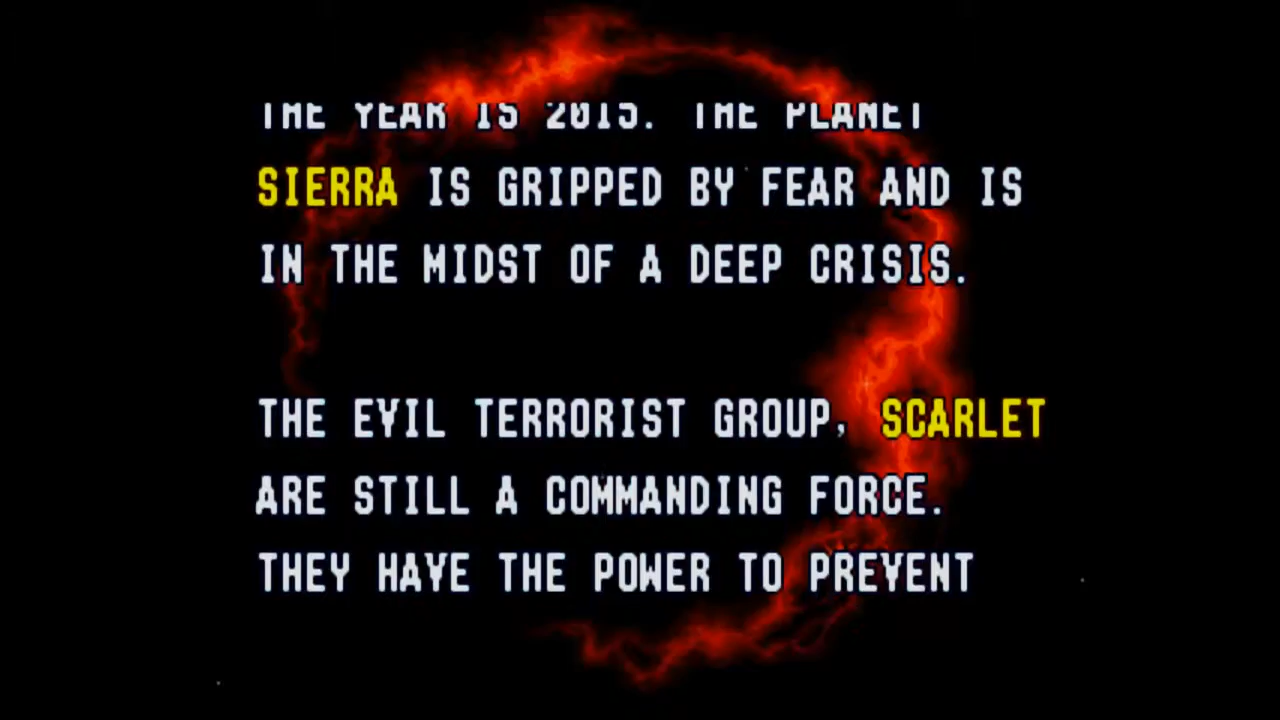 THE YEAR IS 2015. THE PLANET
SIERRA IS GRIPPED BY FEAR AND IS
IN THE MIDST OF A DEEP CRISIS.
THE EVIL TERRORIST GROUP, SCARLET
ARE STILL A COMMANDING FORCE.
THEY HAVE THE POWER TO PREVENT